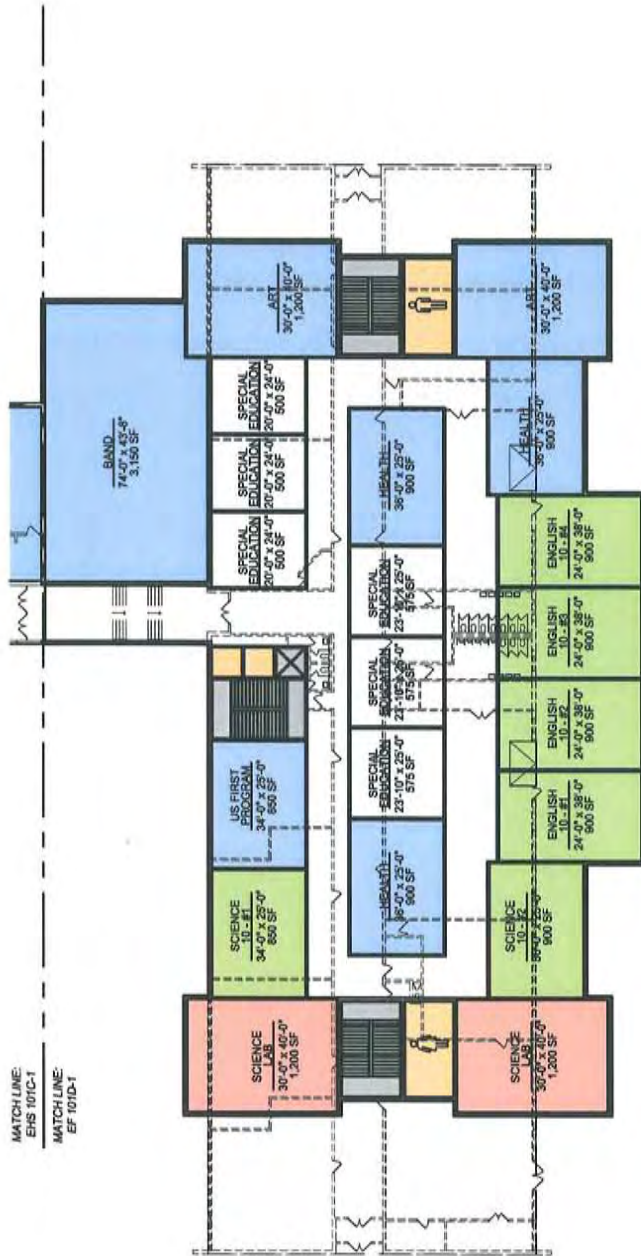 MATCH LINE:
EHS 101C-1
MATCH LINE:
EF 101D-1
BAND
74'-0" x 43'-8"
3,150 SF
SCIENCE
LAB
30'-0" x 40'-0"
1,200 SF
SCIENCE
10 - #1
34'-0" x 25'-0"
850 SF
US FIRST
PROGRAM
34'-0" x 25'-0"
850 SF
SPECIAL
EDUCATION
20'-0" x 24'-0"
500 SF
SPECIAL
EDUCATION
20'-0" x 24'-0"
500 SF
SPECIAL
EDUCATION
20'-0" x 24'-0"
500 SF
ART
30'-0" x 40'-0"
1,200 SF
HEALTH
36'-0" x 25'-0"
900 SF
SPECIAL
EDUCATION
23'-10" x 25'-0"
575 SF
SPECIAL
EDUCATION
23'-10" x 25'-0"
575 SF
SPECIAL
EDUCATION
23'-10" x 25'-0"
575 SF
HEALTH
36'-0" x 25'-0"
900 SF
SCIENCE
LAB
30'-0" x 40'-0"
1,200 SF
SCIENCE
10 - #2
36'-0" x 25'-0"
900 SF
ENGLISH
10 - #1
24'-0" x 38'-0"
900 SF
ENGLISH
10 - #2
24'-0" x 38'-0"
900 SF
ENGLISH
10 - #3
24'-0" x 38'-0"
900 SF
ENGLISH
10 - #4
24'-0" x 38'-0"
900 SF
HEALTH
36'-0" x 25'-0"
900 SF
ART
30'-0" x 40'-0"
1,200 SF